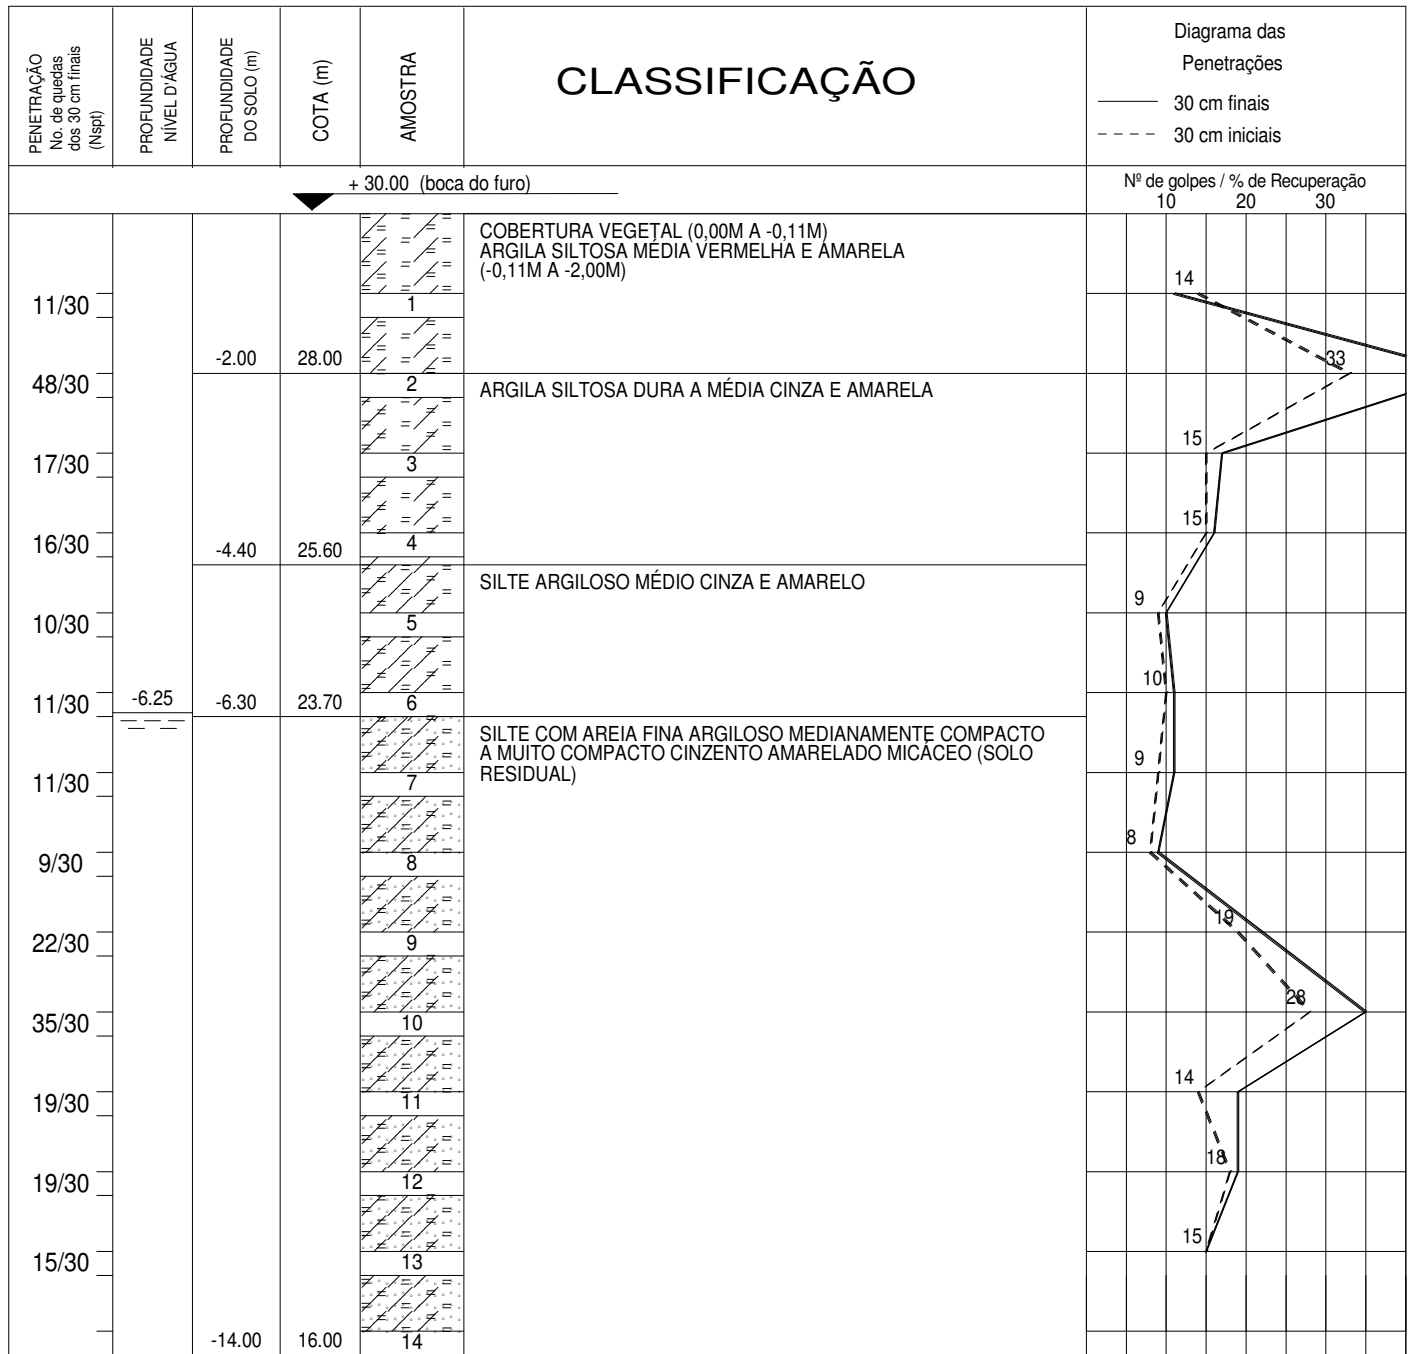 PENETRAÇÃO
No. de quedas
dos 30 cm finais
(Nspt)
PROFUNDIDADE
NÍVEL D'ÁGUA
PROFUNDIDADE
DO SOLO (m)
COTA (m)
AMOSTRA
CLASSIFICAÇÃO
Diagrama das
Penetrações
30 cm finais
30 cm iniciais
+ 30.00 (boca do furo)
Nº de golpes / % de Recuperação
10 20 30
COBERTURA VEGETAL (0,00M A -0,11M)
ARGILA SILTOSA MÉDIA VERMELHA E AMARELA
(-0,11M A -2,00M)
14
11/30
1
-2.00 28.00
33
48/30
2
ARGILA SILTOSA DURA A MÉDIA CINZA E AMARELA
15
17/30
3
15
16/30
-4.40 25.60
4
SILTE ARGILOSO MÉDIO CINZA E AMARELO
9
10/30
5
10
11/30
-6.25
-6.30 23.70
6
SILTE COM AREIA FINA ARGILOSO MEDIANAMENTE COMPACTO
A MUITO COMPACTO CINZENTO AMARELADO MICÁCEO (SOLO
RESIDUAL)
9
11/30
7
8
9/30
8
19
22/30
9
28
35/30
10
14
19/30
11
18
19/30
12
15
15/30
13
-14.00 16.00
14